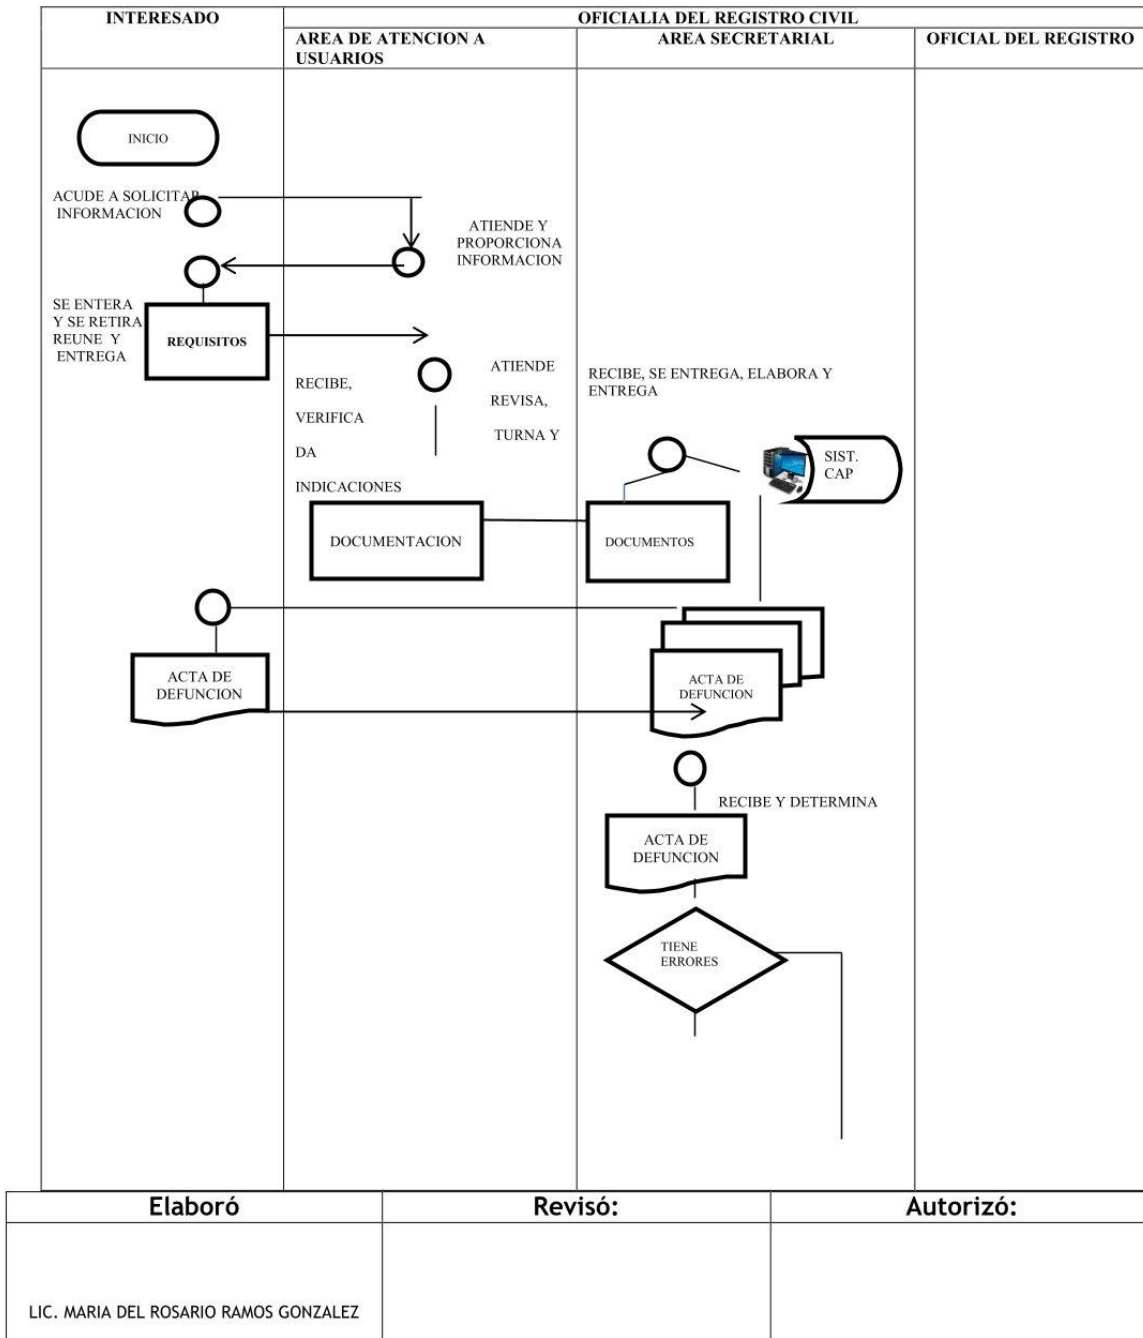 INTERESADO
OFICIALIA DEL REGISTRO CIVIL
AREA DE ATENCION A
USUARIOS
AREA SECRETARIAL
OFICIAL DEL REGISTRO
INICIO
ACUDE A SOLICITAR
INFORMACION
ATIENDE Y
PROPORCIONA
INFORMACION
SE ENTERA
Y SE RETIRA
REUNE Y
ENTREGA
REQUISITOS
RECIBE,
VERIFICA
DA
INDICACIONES
ATIENDE
REVISA,
TURNA Y
RECIBE, SE ENTREGA, ELABORA Y
ENTREGA
SIST.
CAP
DOCUMENTACION
DOCUMENTOS
ACTA DE
DEFUNCION
ACTA DE
DEFUNCION
RECIBE Y DETERMINA
ACTA DE
DEFUNCION
TIENE
ERRORES
Elaboró
Revisó:
Autorizó:
LIC. MARIA DEL ROSARIO RAMOS GONZALEZ